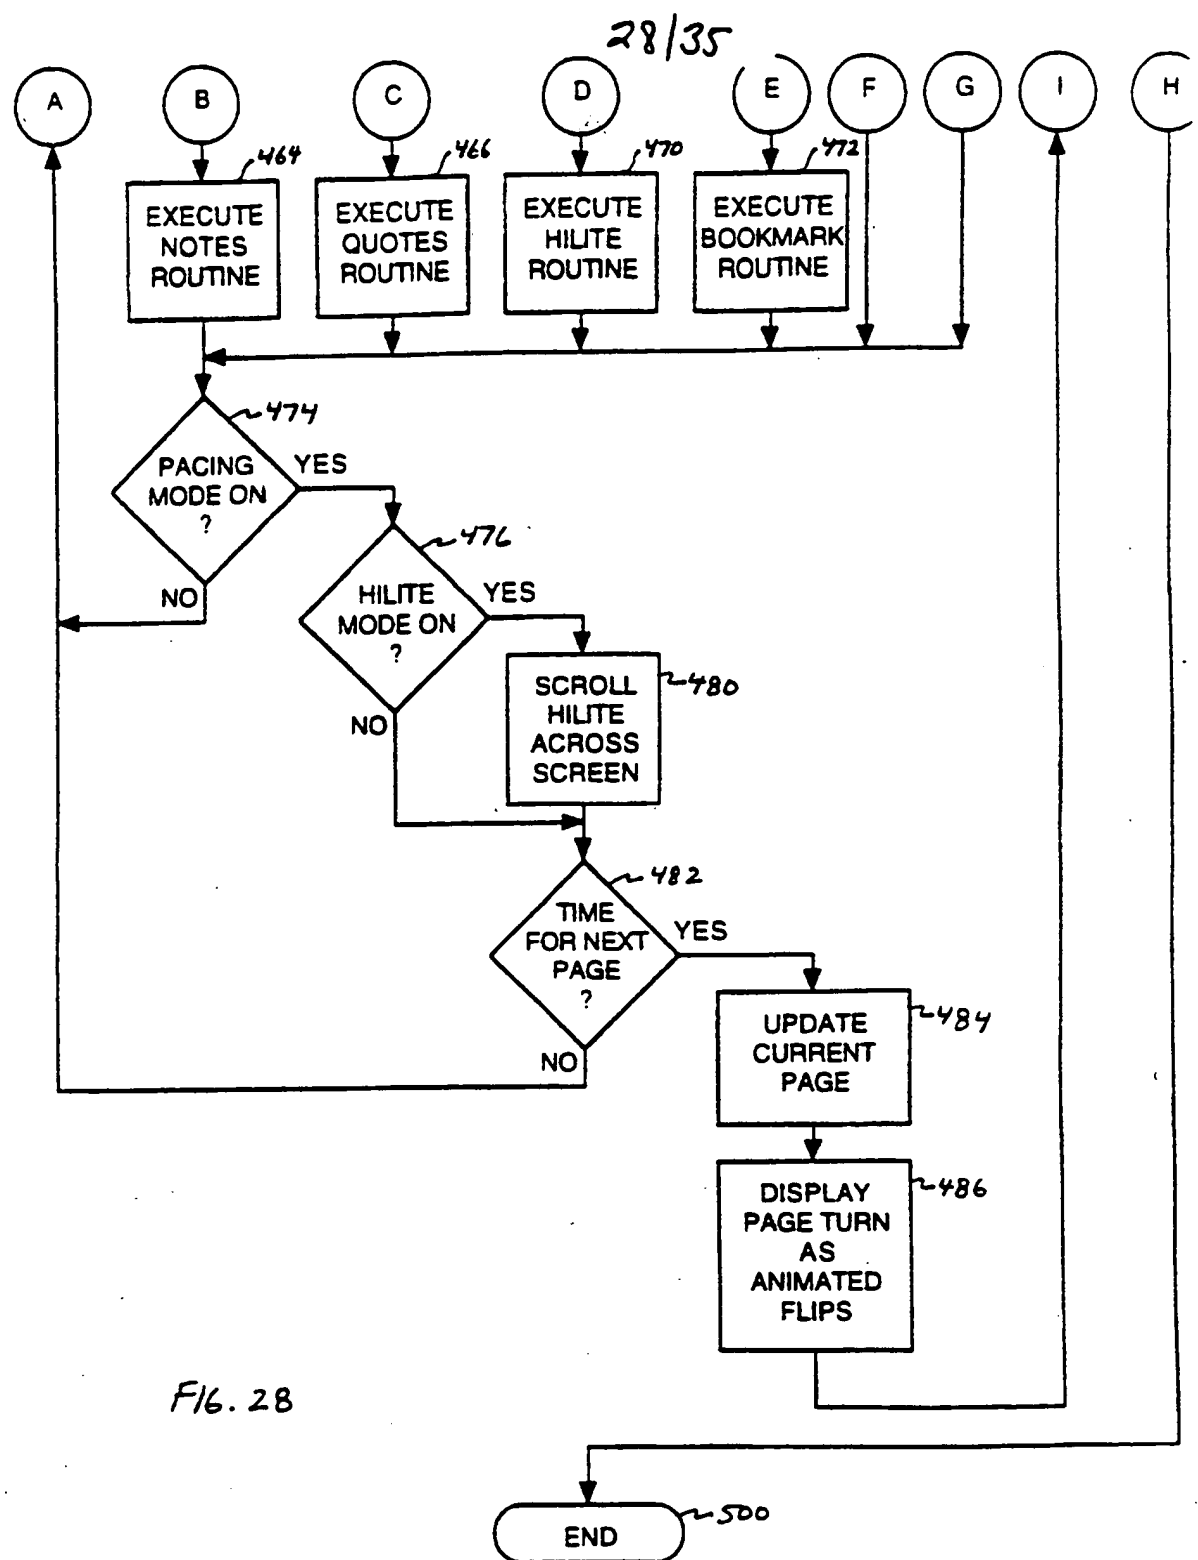 28/35
A
B
C
D
E
F
G
I
H
464
466
470
472
EXECUTE
NOTES
ROUTINE
EXECUTE
QUOTES
ROUTINE
EXECUTE
HILITE
ROUTINE
EXECUTE
BOOKMARK
ROUTINE
474
PACING
MODE ON
?
YES
NO
476
HILITE
MODE ON
?
YES
NO
480
SCROLL
HILITE
ACROSS
SCREEN
482
TIME
FOR NEXT
PAGE
?
YES
NO
484
UPDATE
CURRENT
PAGE
486
DISPLAY
PAGE TURN
AS
ANIMATED
FLIPS
FIG. 28
500
END